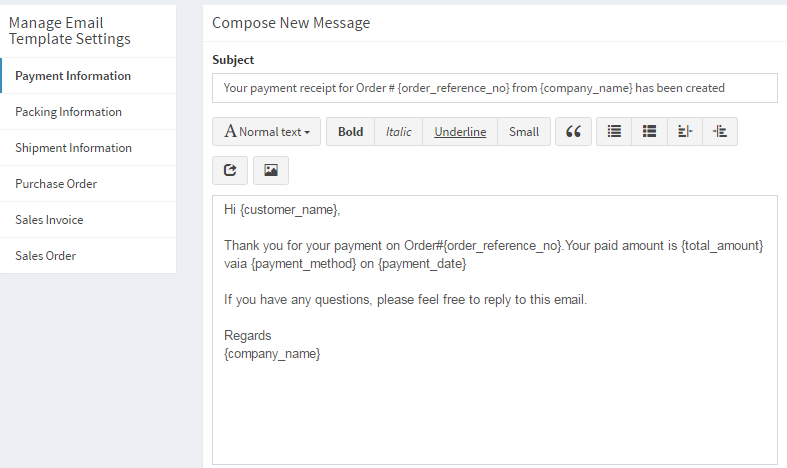 Manage Email
Template Settings
Payment Information
Packing Information
Shipment Information
Purchase Order
Sales Invoice
Sales Order
Compose New Message
Subject
Your payment receipt for Order # {order_reference_no} from {company_name} has been created
A Normal text Bold Italic Underline Small
Hi {customer_name},
Thank you for your payment on Order#{order_reference_no}.Your paid amount is {total_amount}
vaia {payment_method} on {payment_date}
If you have any questions, please feel free to reply to this email.
Regards
{company_name}